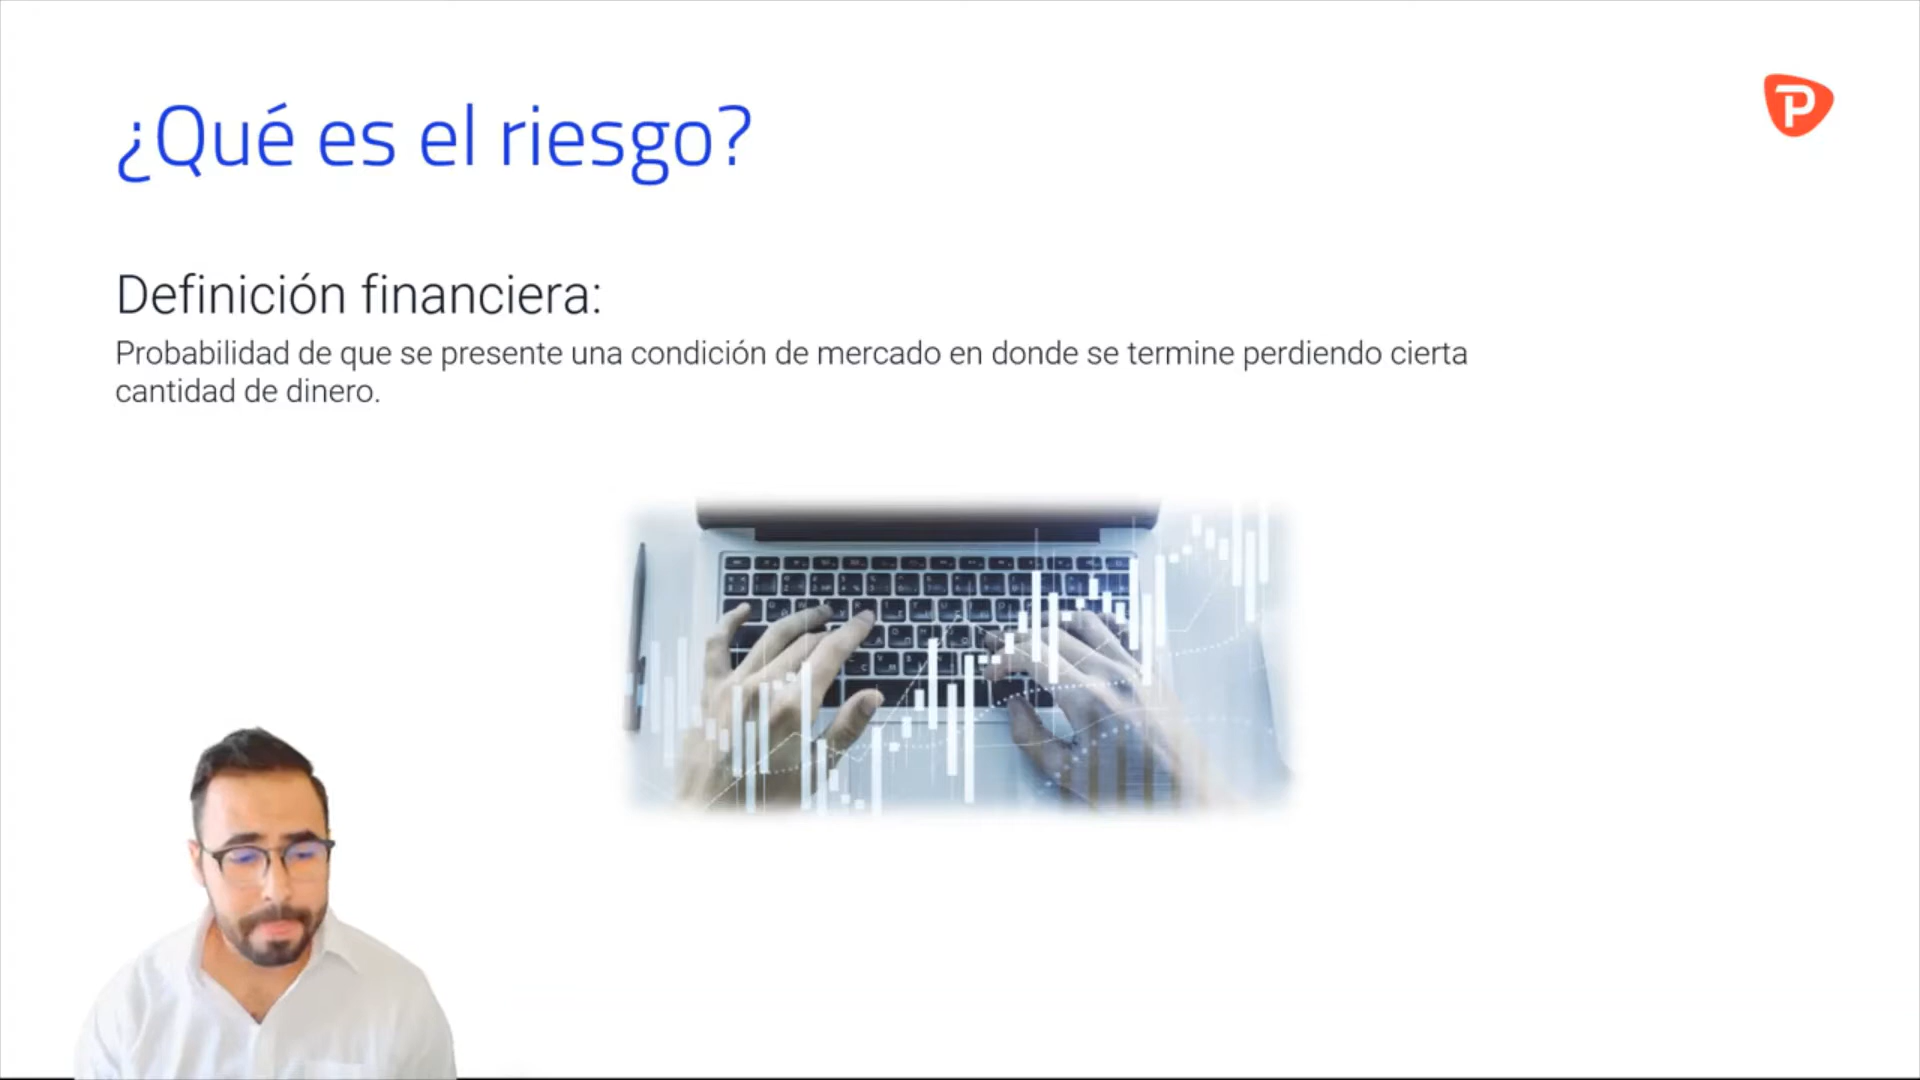 ¿Qué es el riesgo?
Definición financiera:
Probabilidad de que se presente una condición de mercado en donde se termine perdiendo cierta
cantidad de dinero.